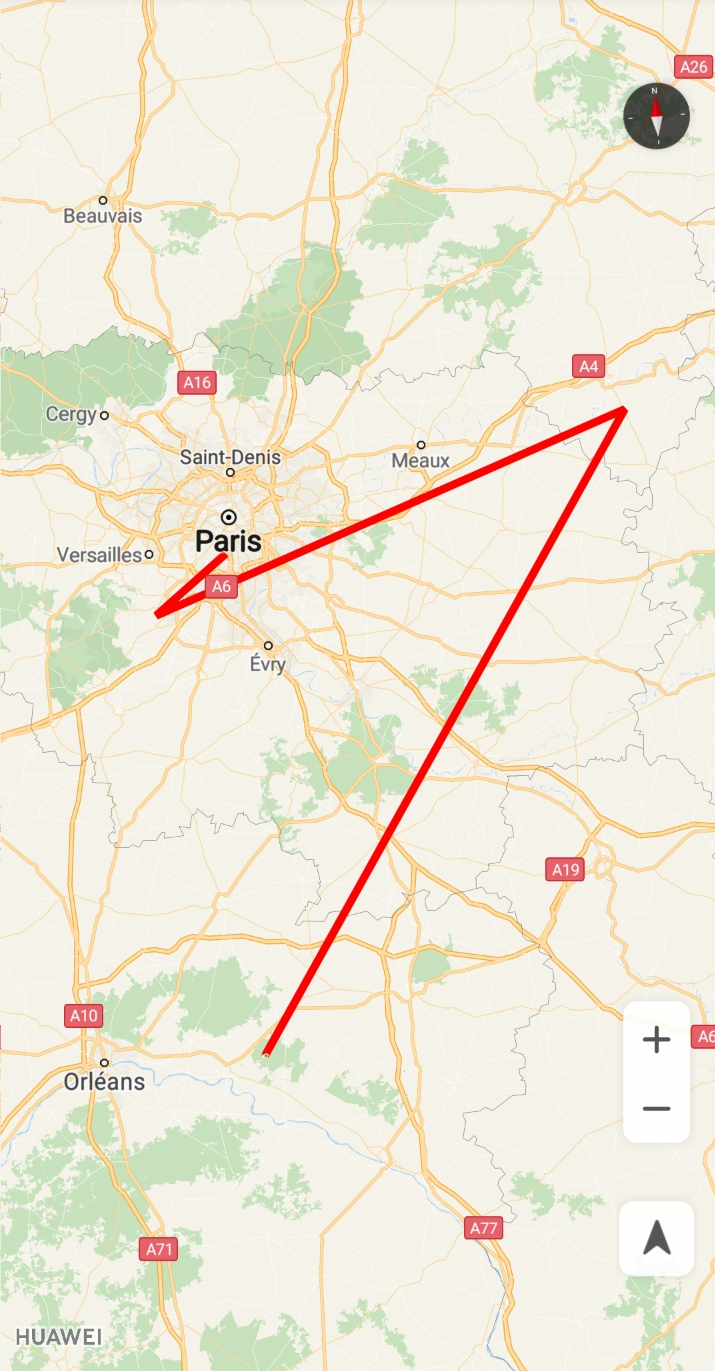 A26
N
Beauvais
A4
A16
Cergy
Saint-Denis
Meaux
Paris
Versailles
A6
Évry
A19
A10
A6
Orléans
A77
A71
HUAWEI